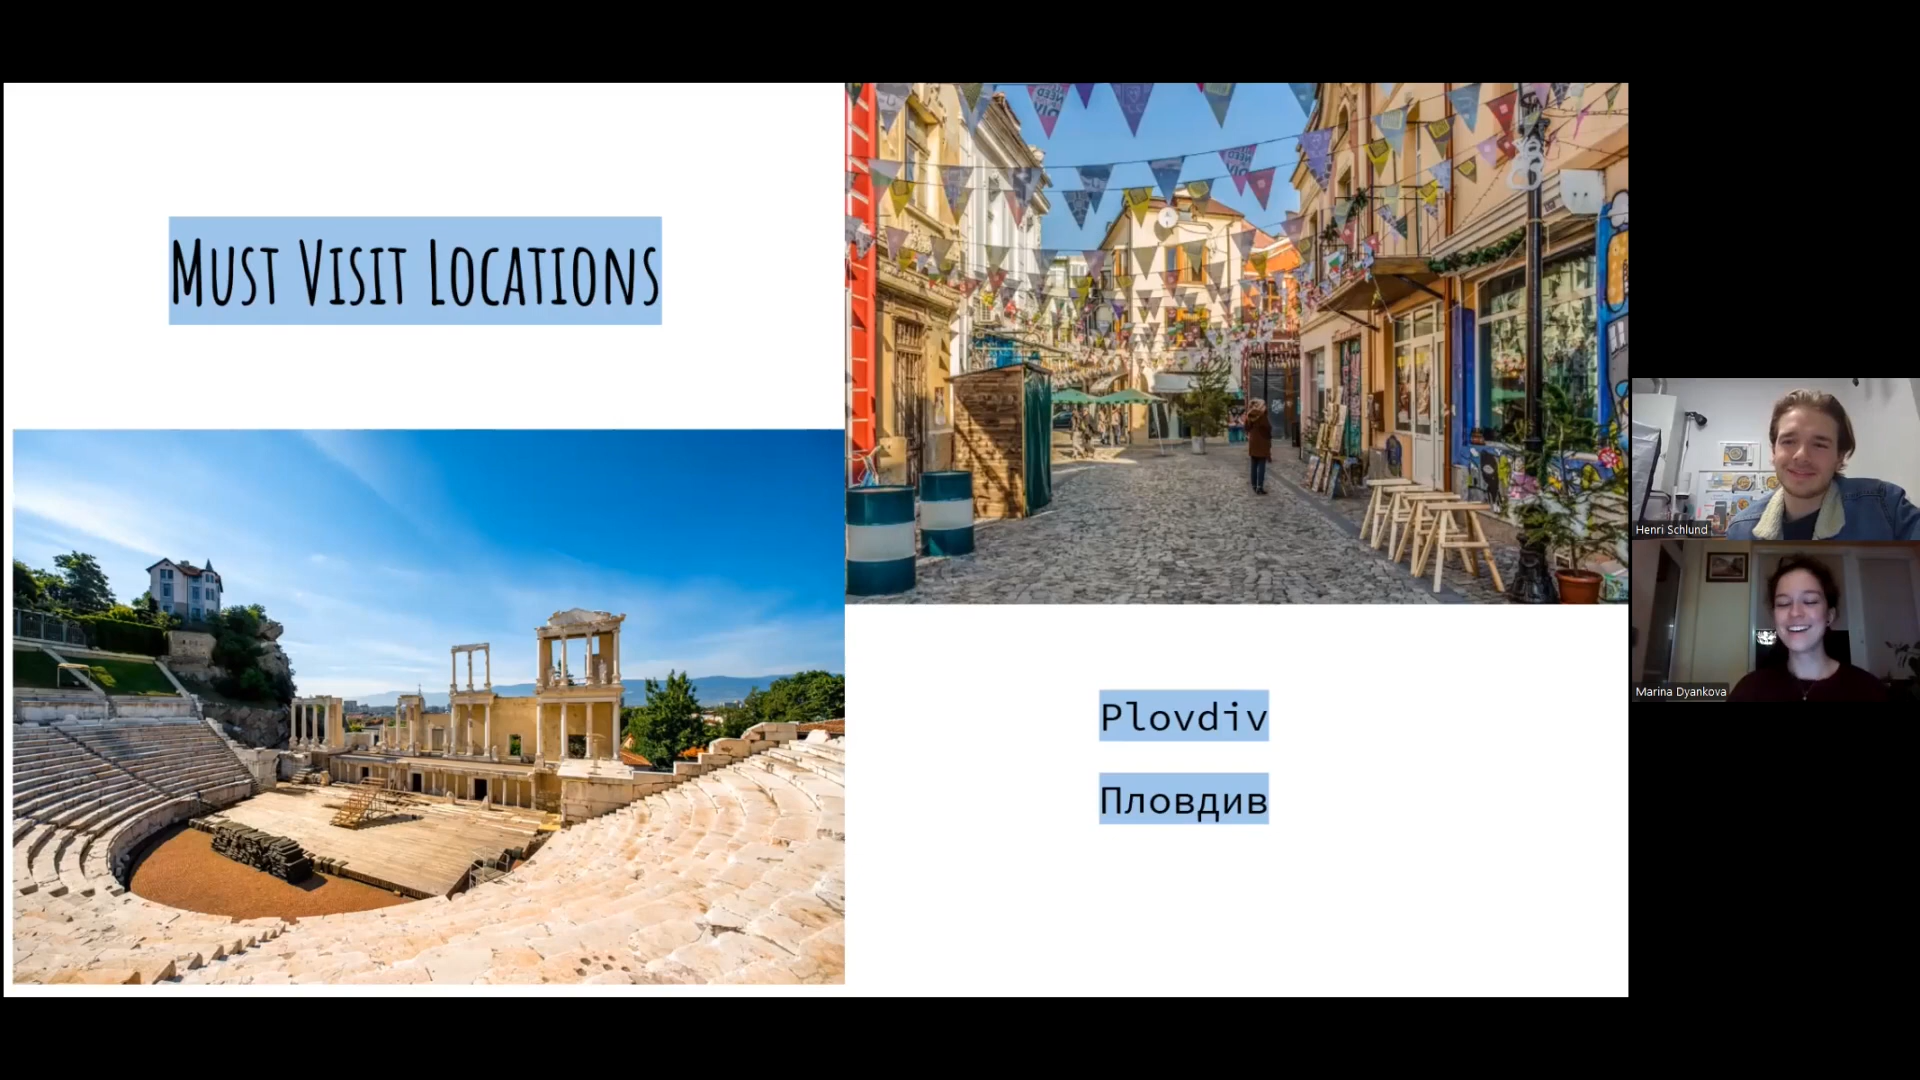 Must Visit Locations
Plovdiv
Пловдив
Henri Schlund
Marina Dyankova